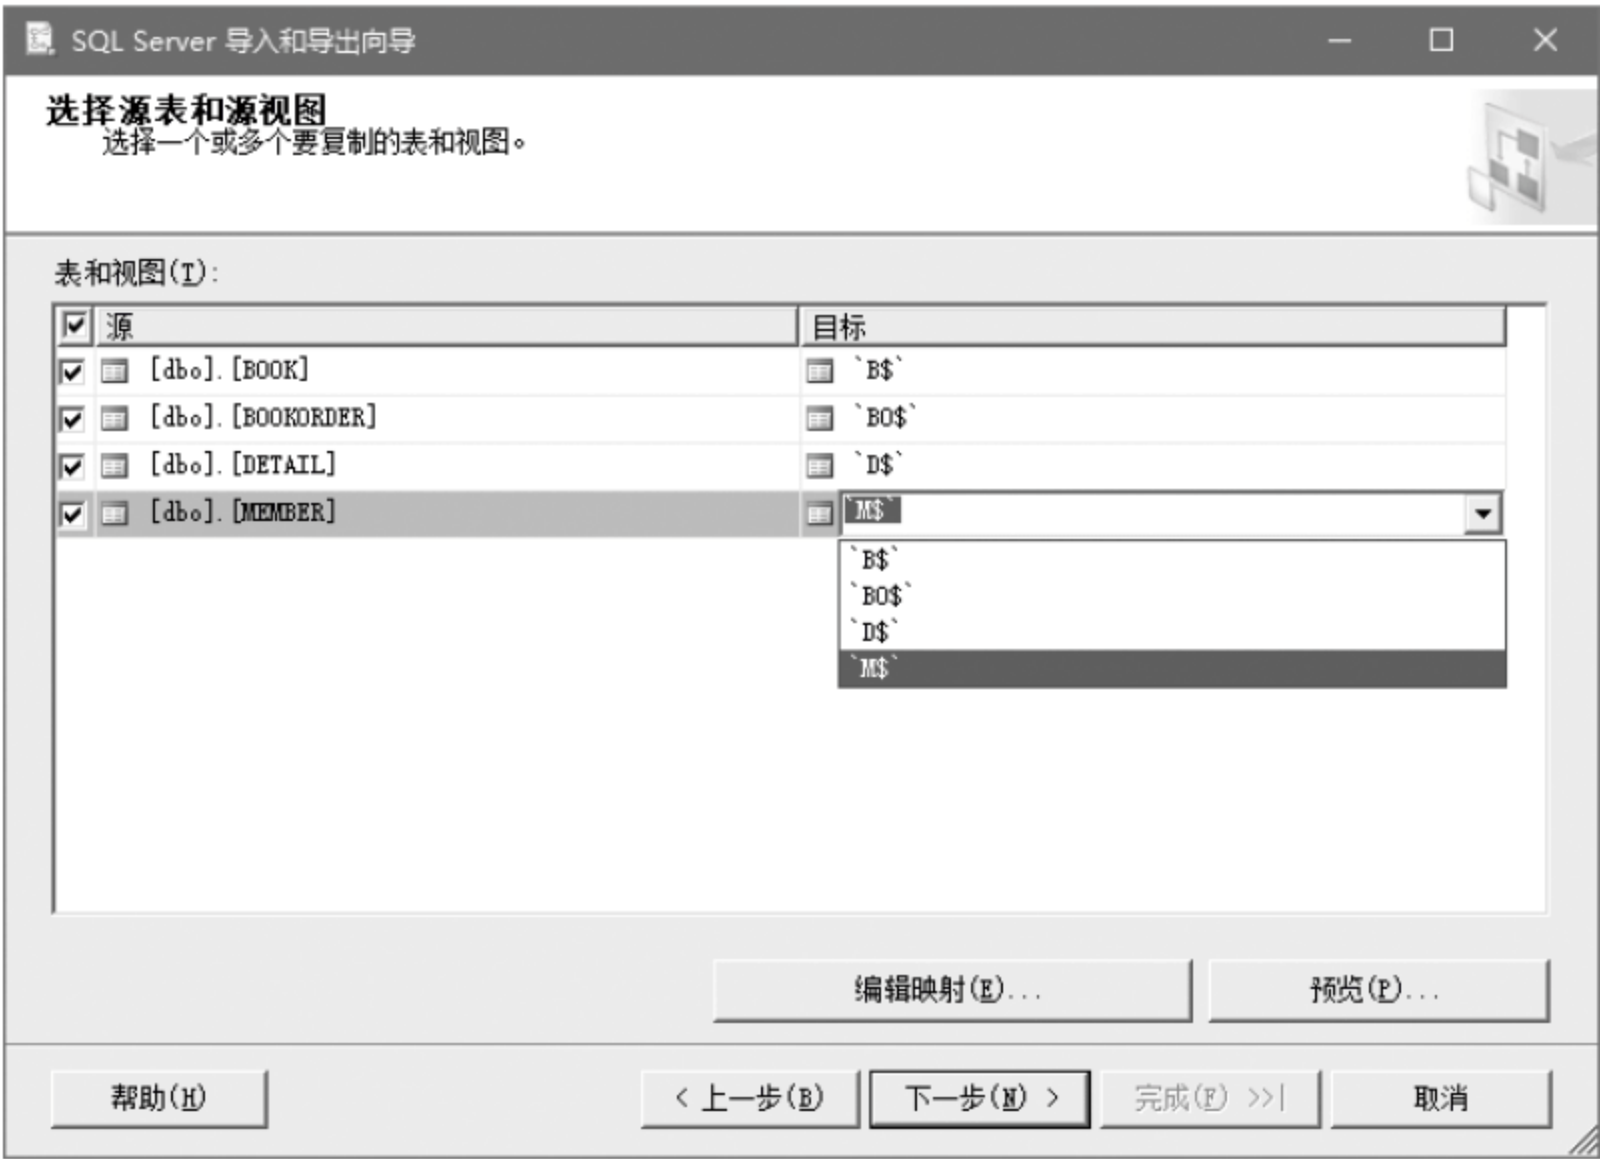 SQL Server 导入和导出向导
选择源表和源视图
选择一个或多个要复制的表和视图。
表和视图(T):
源 目标
[dbo].[BOOK] `B$`
[dbo].[BOOKORDER] `BO$`
[dbo].[DETAIL] `D$`
[dbo].[MEMBER] `M$`
`B$`
`BO$`
`D$`
`M$`
编辑映射(E)... 预览(P)...
帮助(H) < 上一步(B) 下一步(N) > 完成(F) >>| 取消